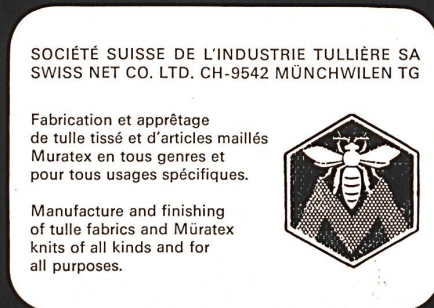 SOCIÉTÉ SUISSE DE L'INDUSTRIE TULLIÈRE SA
SWISS NET CO. LTD. CH-9542 MÜNCHWILEN TG
Fabrication et apprêtage
de tulle tissé et d'articles maillés
Muratex en tous genres et
pour tous usages spécifiques.
Manufacture and finishing
of tulle fabrics and Müratex
knits of all kinds and for
all purposes.